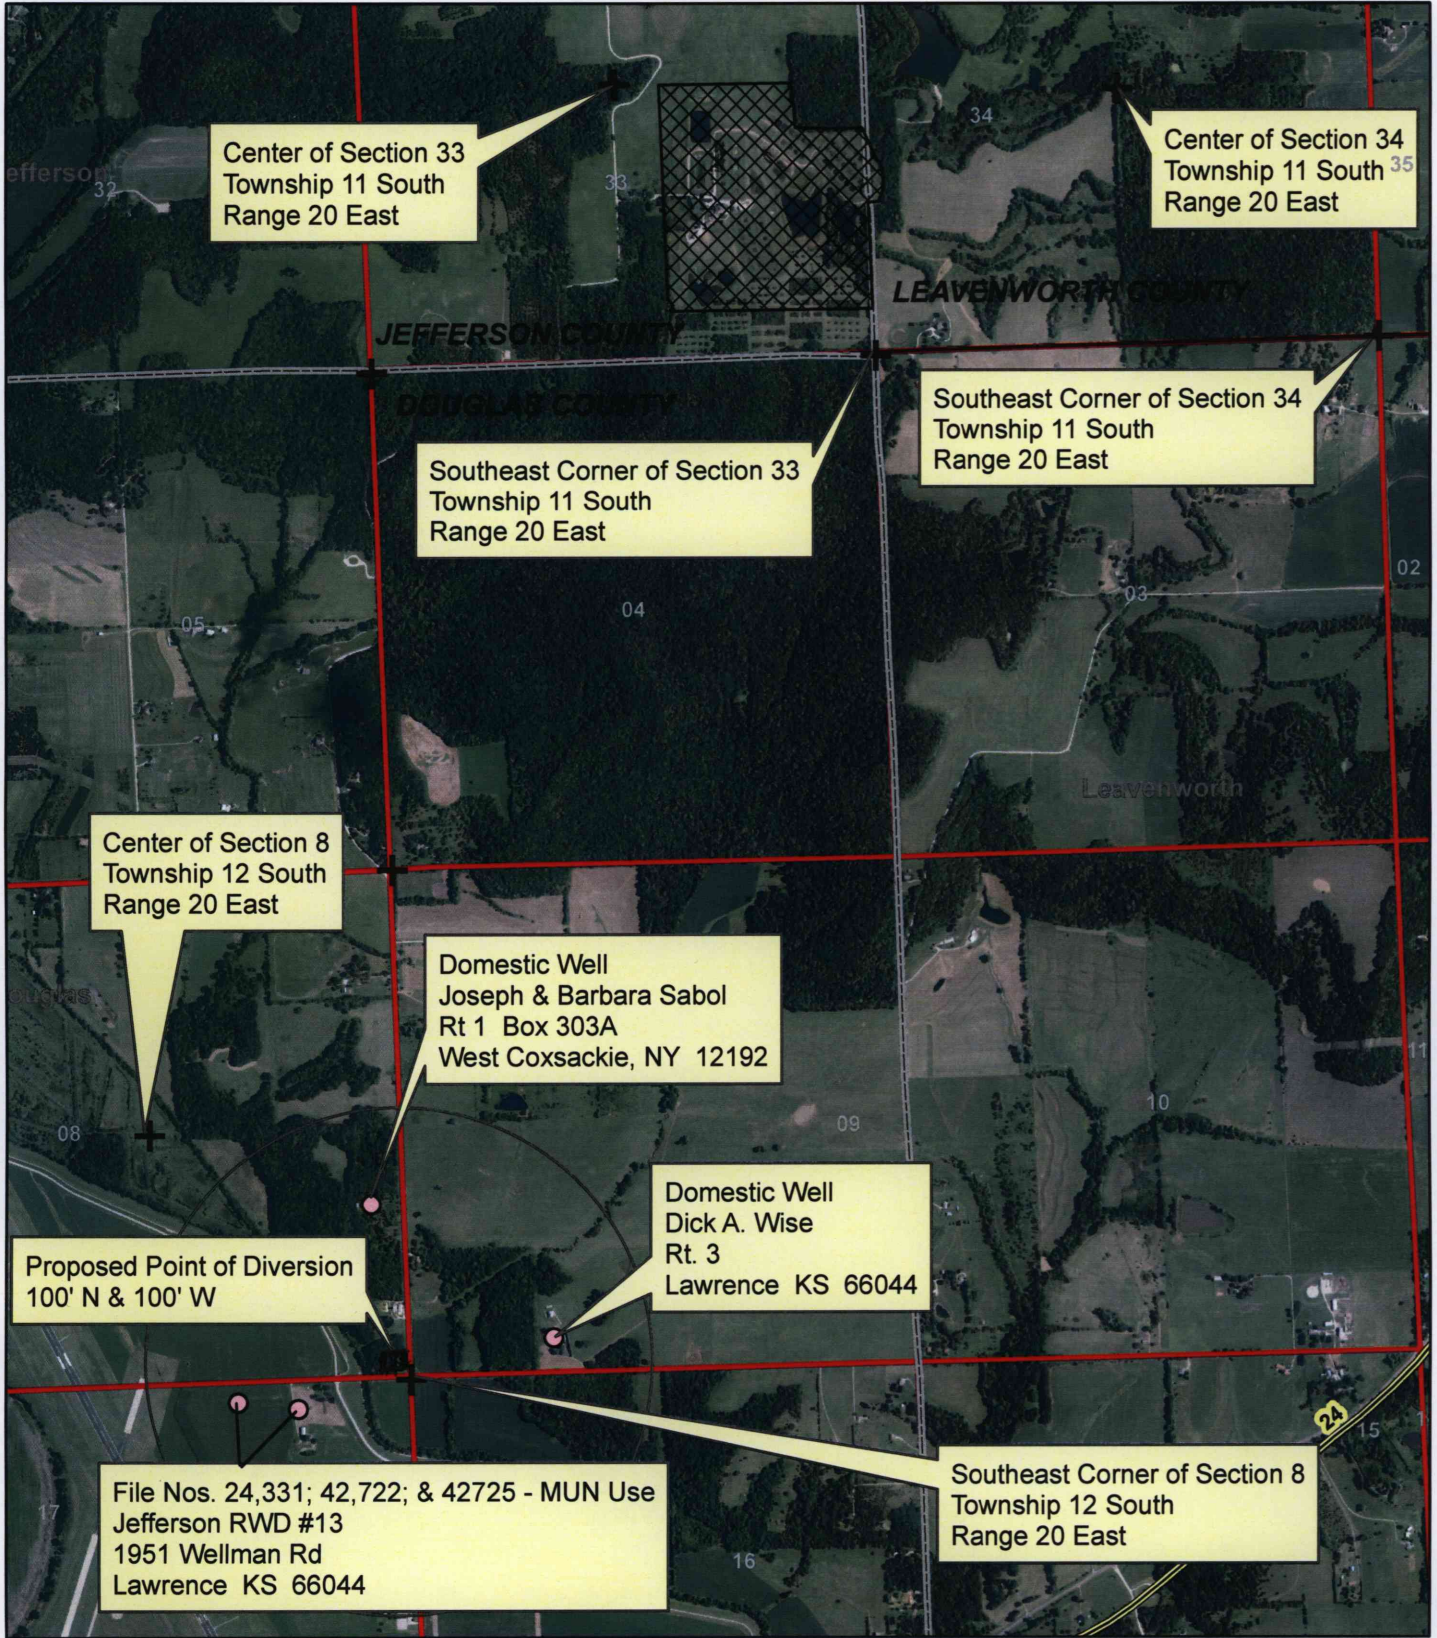 34
Center of Section 33
Township 11 South
Range 20 East
Center of Section 34
Township 11 South
Range 20 East
35
efferson
32
33
LEAVENWORTH COUNTY
JEFFERSON COUNTY
DOUGLAS COUNTY
Southeast Corner of Section 34
Township 11 South
Range 20 East
Southeast Corner of Section 33
Township 11 South
Range 20 East
02
03
04
05
Leavenworth
Center of Section 8
Township 12 South
Range 20 East
Domestic Well
Joseph & Barbara Sabol
Rt 1 Box 303A
West Coxsackie, NY 12192
ouglas
11
10
09
08
Domestic Well
Dick A. Wise
Rt. 3
Lawrence KS 66044
Proposed Point of Diversion
100' N & 100' W
24
15
Southeast Corner of Section 8
Township 12 South
Range 20 East
File Nos. 24,331; 42,722; & 42725 - MUN Use
Jefferson RWD #13
1951 Wellman Rd
Lawrence KS 66044
17
16